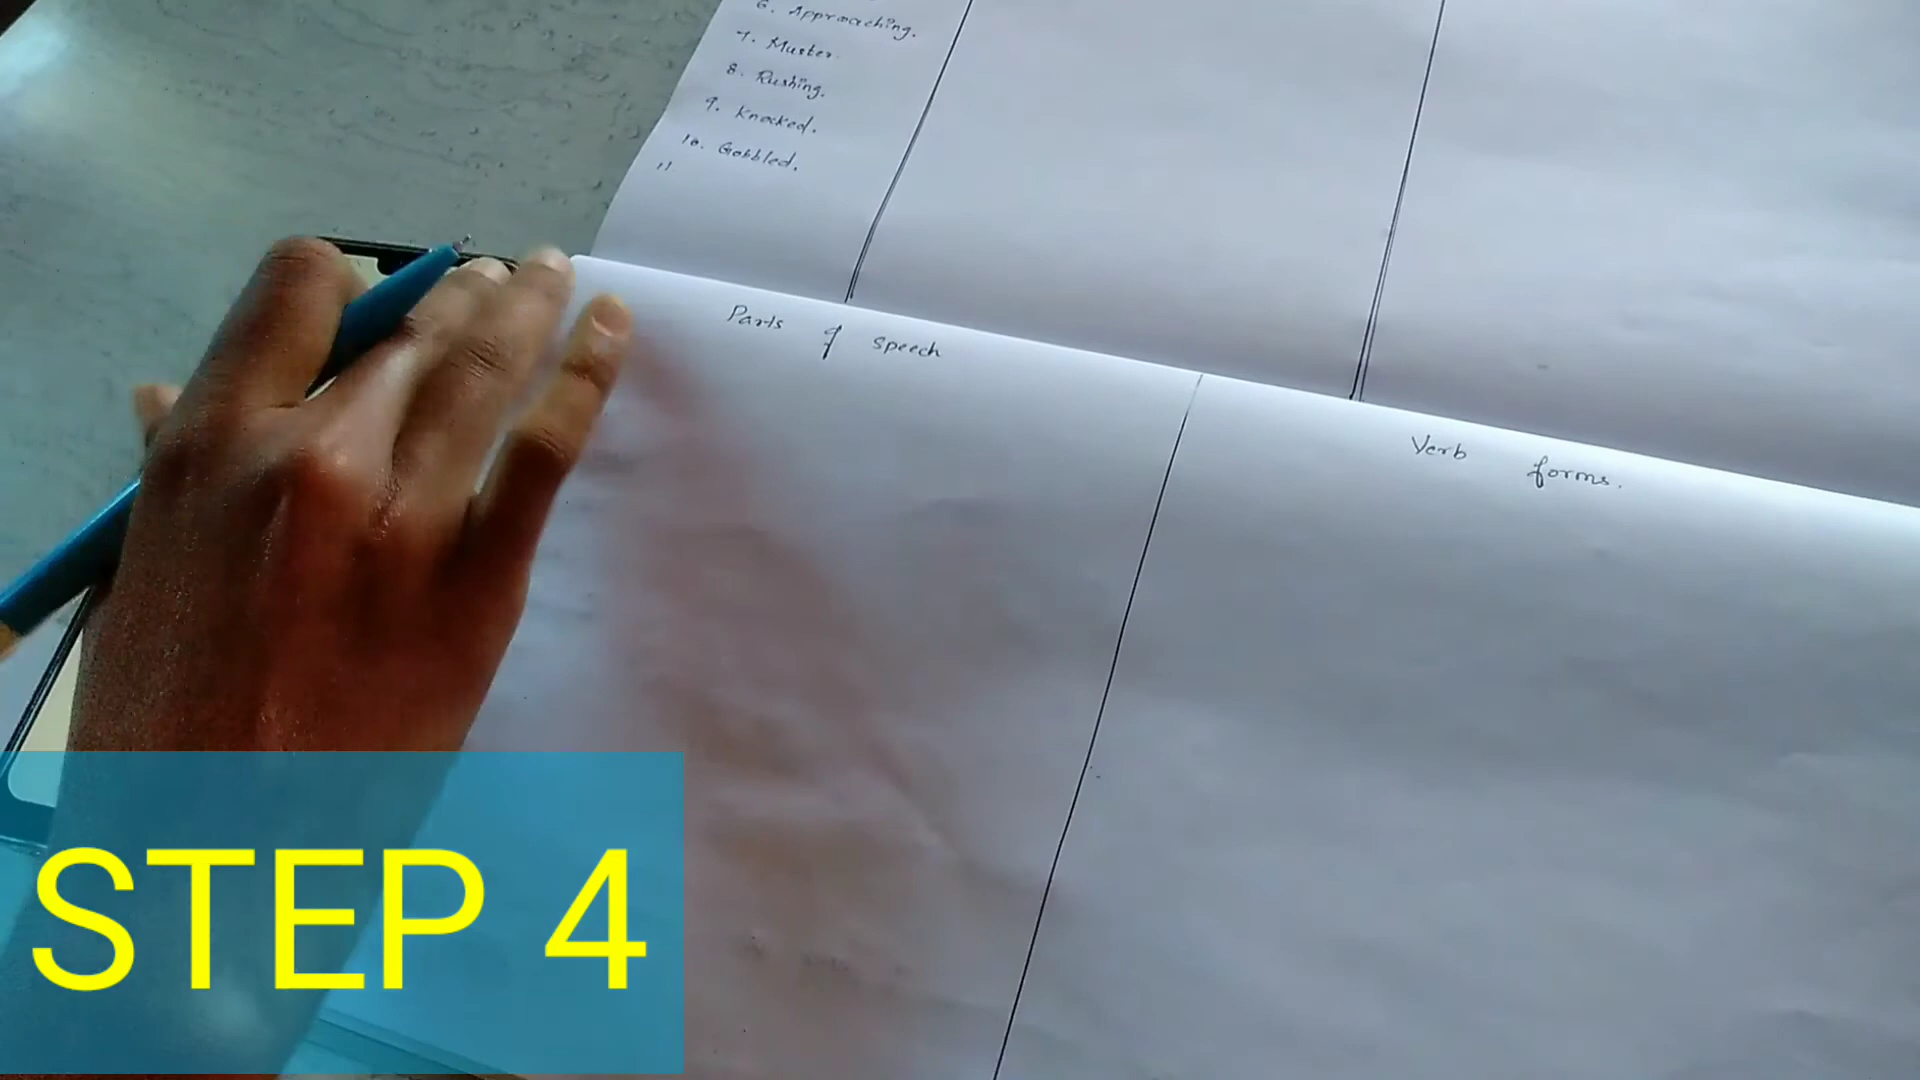 6. Approaching.
7. Muster.
8. Rushing.
9. Knocked.
10. Gobbled.
11
Parts of speech
Verb forms.
STEP 4